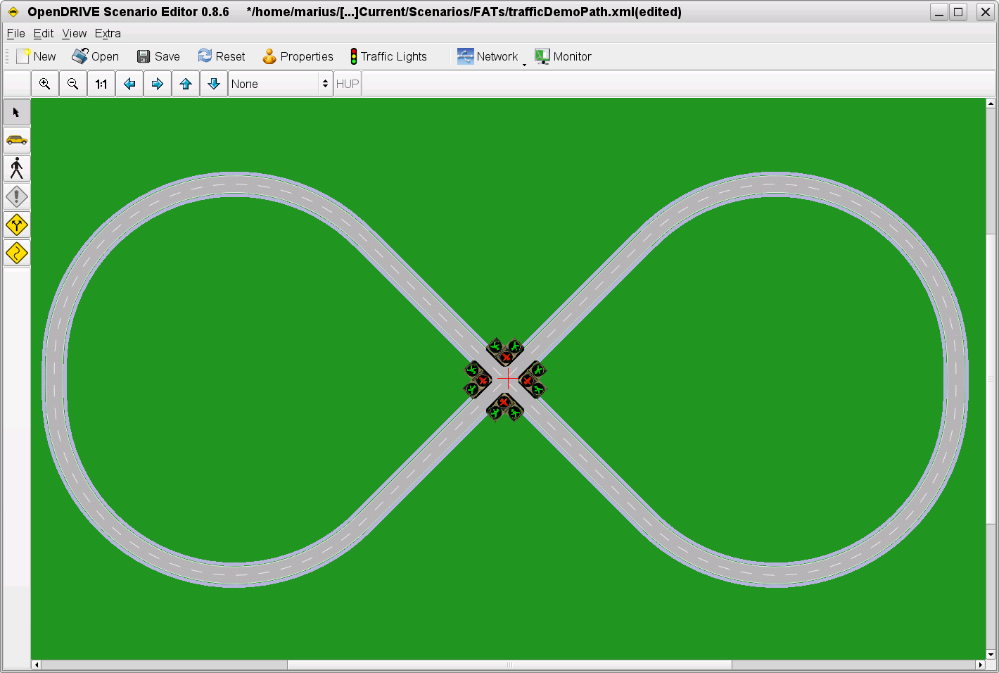 OpenDRIVE Scenario Editor 0.8.6 */home/marius/[...]Current/Scenarios/FATs/trafficDemoPath.xml(edited)
File Edit View Extra
New Open Save Reset Properties Traffic Lights Network Monitor
1:1 None HUP